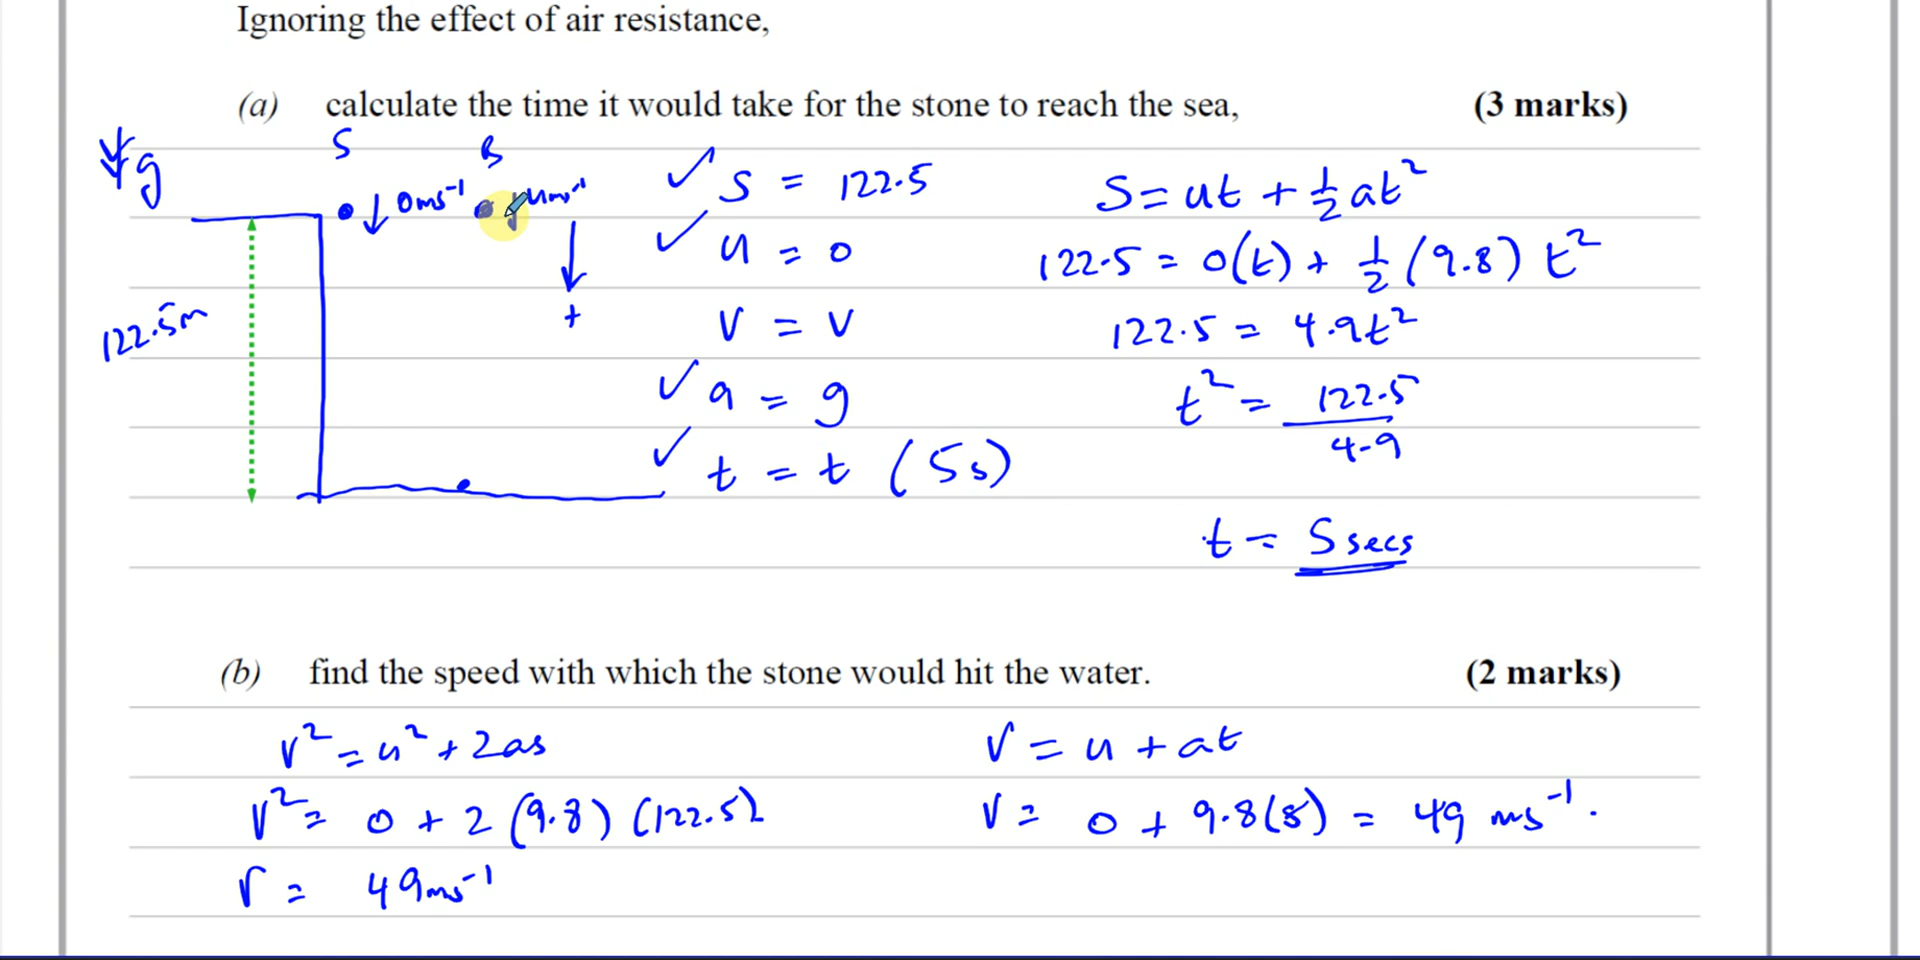 Ignoring the effect of air resistance,
(a) calculate the time it would take for the stone to reach the sea, (3 marks)
g
S
B
0ms⁻¹
ums⁻¹
+
122.5m
✓ S = 122.5
✓ u = 0
v = v
✓ a = g
✓ t = t (5s)
S = ut + ½at²
122.5 = 0(t) + ½(9.8)t²
122.5 = 4.9t²
t² = 122.5/4.9
t = 5secs
(b) find the speed with which the stone would hit the water. (2 marks)
v² = u² + 2as
v² = 0 + 2(9.8)(122.5)
v = 49ms⁻¹
v = u + at
v = 0 + 9.8(5) = 49 ms⁻¹.